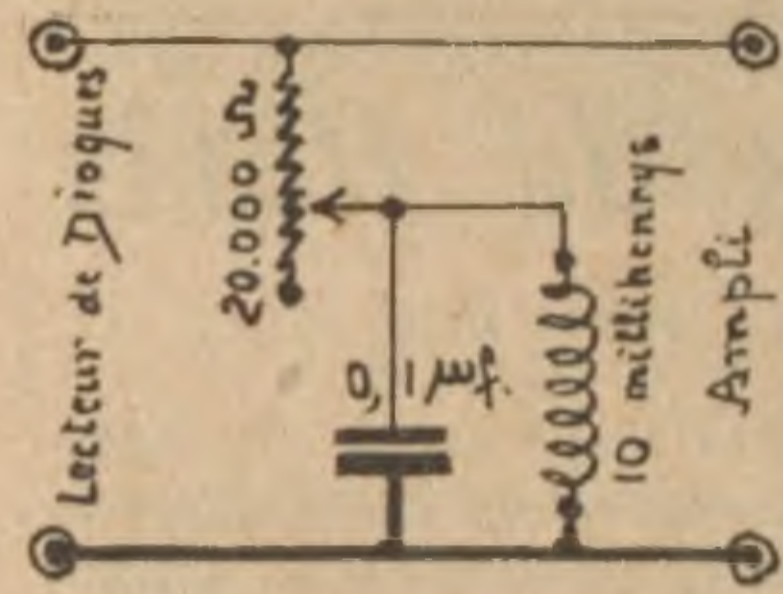 Lecteur de Disques
20.000 Ω
0,1 µf.
10 millihenrys
Ampli